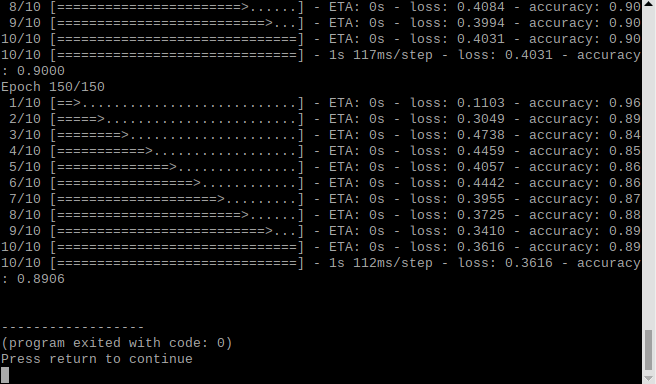 8/10 [=======================>......] - ETA: 0s - loss: 0.4084 - accuracy: 0.90
 9/10 [==========================>...] - ETA: 0s - loss: 0.3994 - accuracy: 0.90
10/10 [==============================] - ETA: 0s - loss: 0.4031 - accuracy: 0.90
10/10 [==============================] - 1s 117ms/step - loss: 0.4031 - accuracy
: 0.9000
Epoch 150/150
 1/10 [==>...........................] - ETA: 0s - loss: 0.1103 - accuracy: 0.96
 2/10 [=====>........................] - ETA: 0s - loss: 0.3049 - accuracy: 0.89
 3/10 [========>.....................] - ETA: 0s - loss: 0.4738 - accuracy: 0.84
 4/10 [===========>..................] - ETA: 0s - loss: 0.4459 - accuracy: 0.85
 5/10 [==============>...............] - ETA: 0s - loss: 0.4057 - accuracy: 0.86
 6/10 [=================>............] - ETA: 0s - loss: 0.4442 - accuracy: 0.86
 7/10 [====================>.........] - ETA: 0s - loss: 0.3955 - accuracy: 0.87
 8/10 [=======================>......] - ETA: 0s - loss: 0.3725 - accuracy: 0.88
 9/10 [==========================>...] - ETA: 0s - loss: 0.3410 - accuracy: 0.89
10/10 [==============================] - ETA: 0s - loss: 0.3616 - accuracy: 0.89
10/10 [==============================] - 1s 112ms/step - loss: 0.3616 - accuracy
: 0.8906
------------------
(program exited with code: 0)
Press return to continue